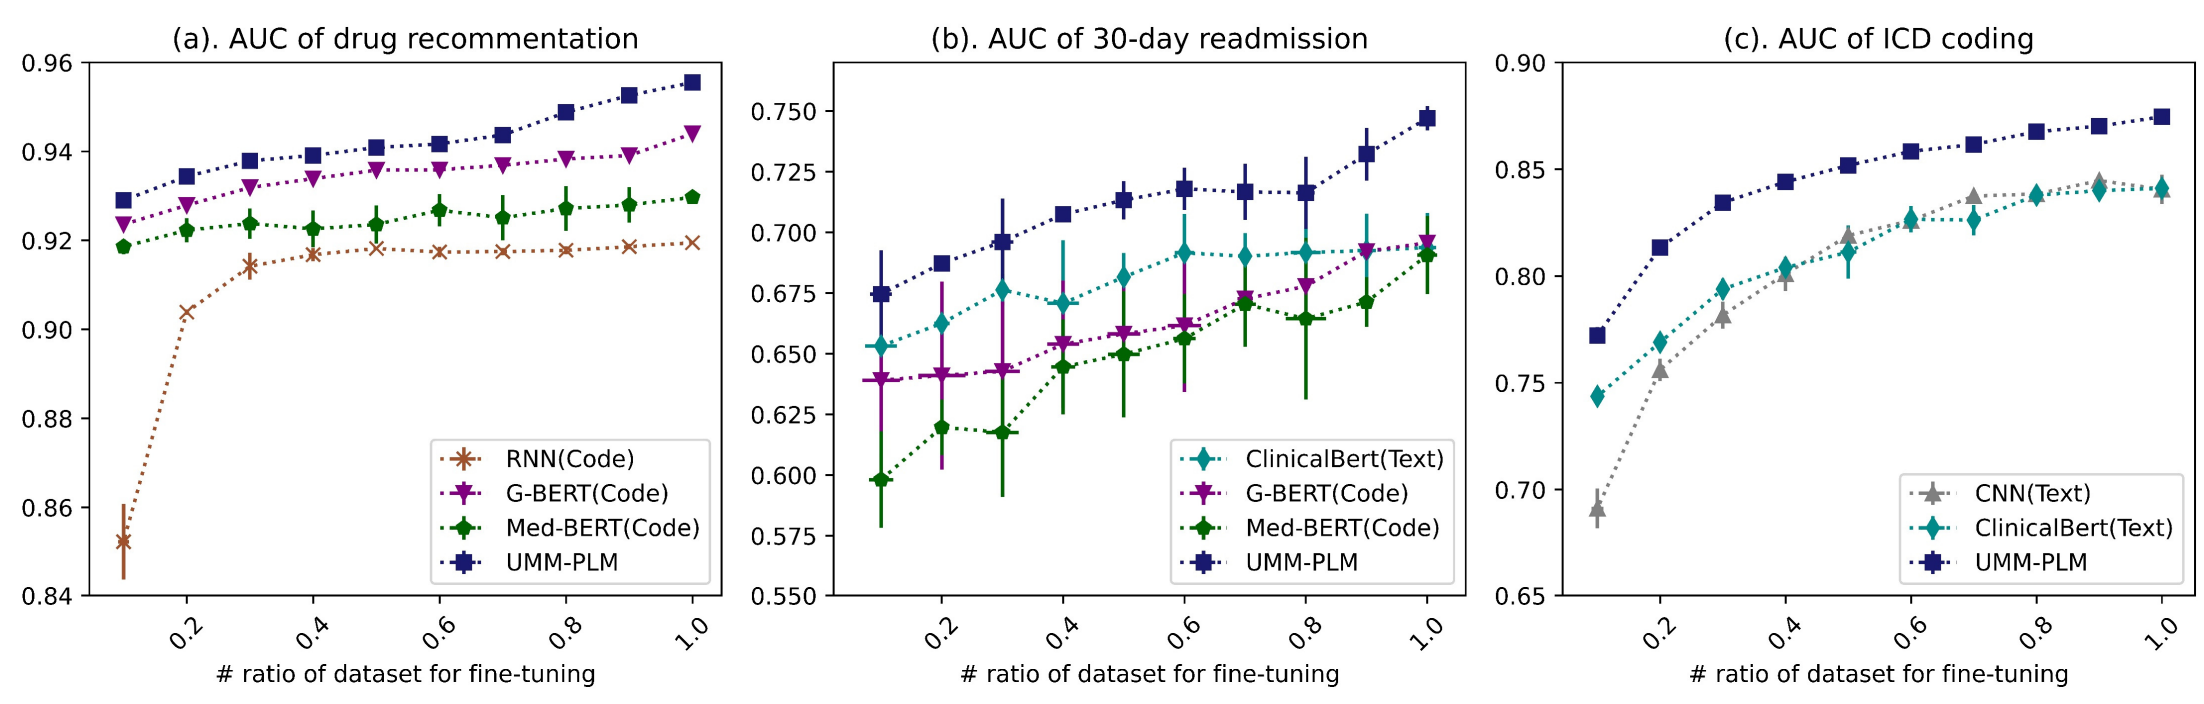 (a). AUC of drug recommentation
0.96
0.94
0.92
0.90
0.88
0.86
0.84
0.2
0.4
0.6
0.8
1.0
# ratio of dataset for fine-tuning
RNN(Code)
G-BERT(Code)
Med-BERT(Code)
UMM-PLM
(b). AUC of 30-day readmission
0.750
0.725
0.700
0.675
0.650
0.625
0.600
0.575
0.550
0.2
0.4
0.6
0.8
1.0
# ratio of dataset for fine-tuning
ClinicalBert(Text)
G-BERT(Code)
Med-BERT(Code)
UMM-PLM
(c). AUC of ICD coding
0.90
0.85
0.80
0.75
0.70
0.65
0.2
0.4
0.6
0.8
1.0
# ratio of dataset for fine-tuning
CNN(Text)
ClinicalBert(Text)
UMM-PLM